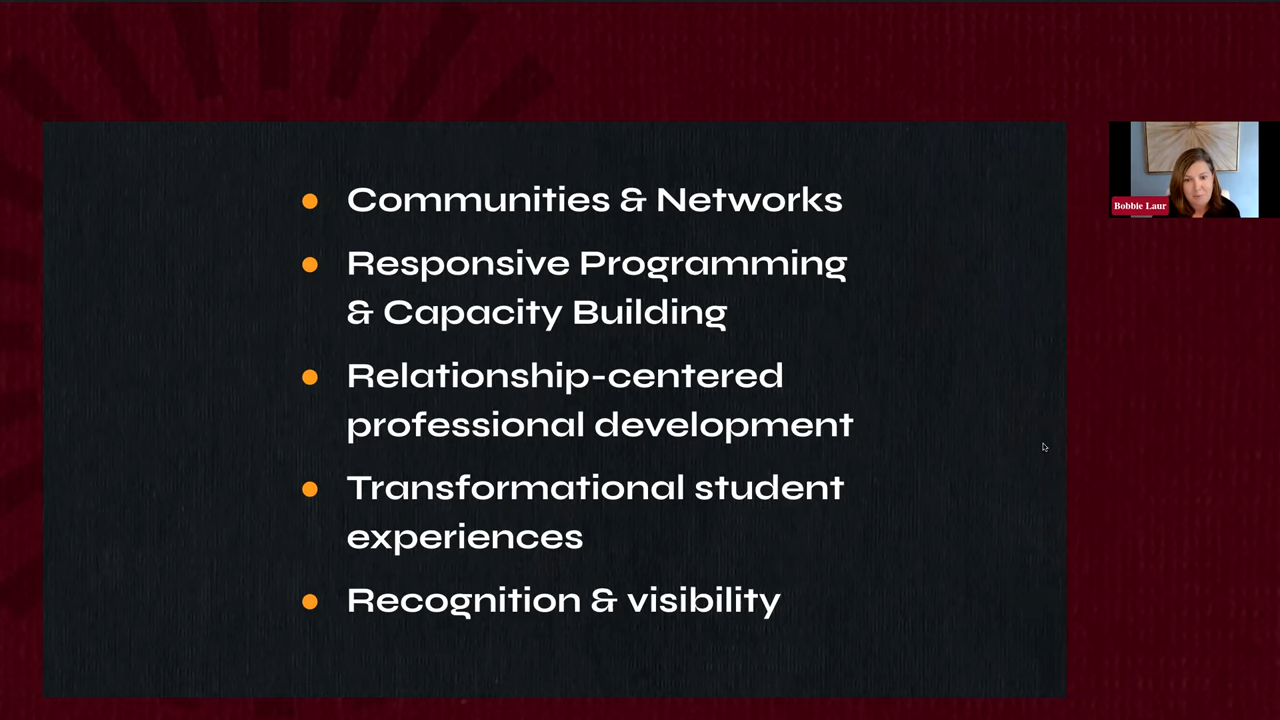 Communities & Networks
Responsive Programming
& Capacity Building
Relationship-centered
professional development
Transformational student
experiences
Recognition & visibility
Bobbie Laur